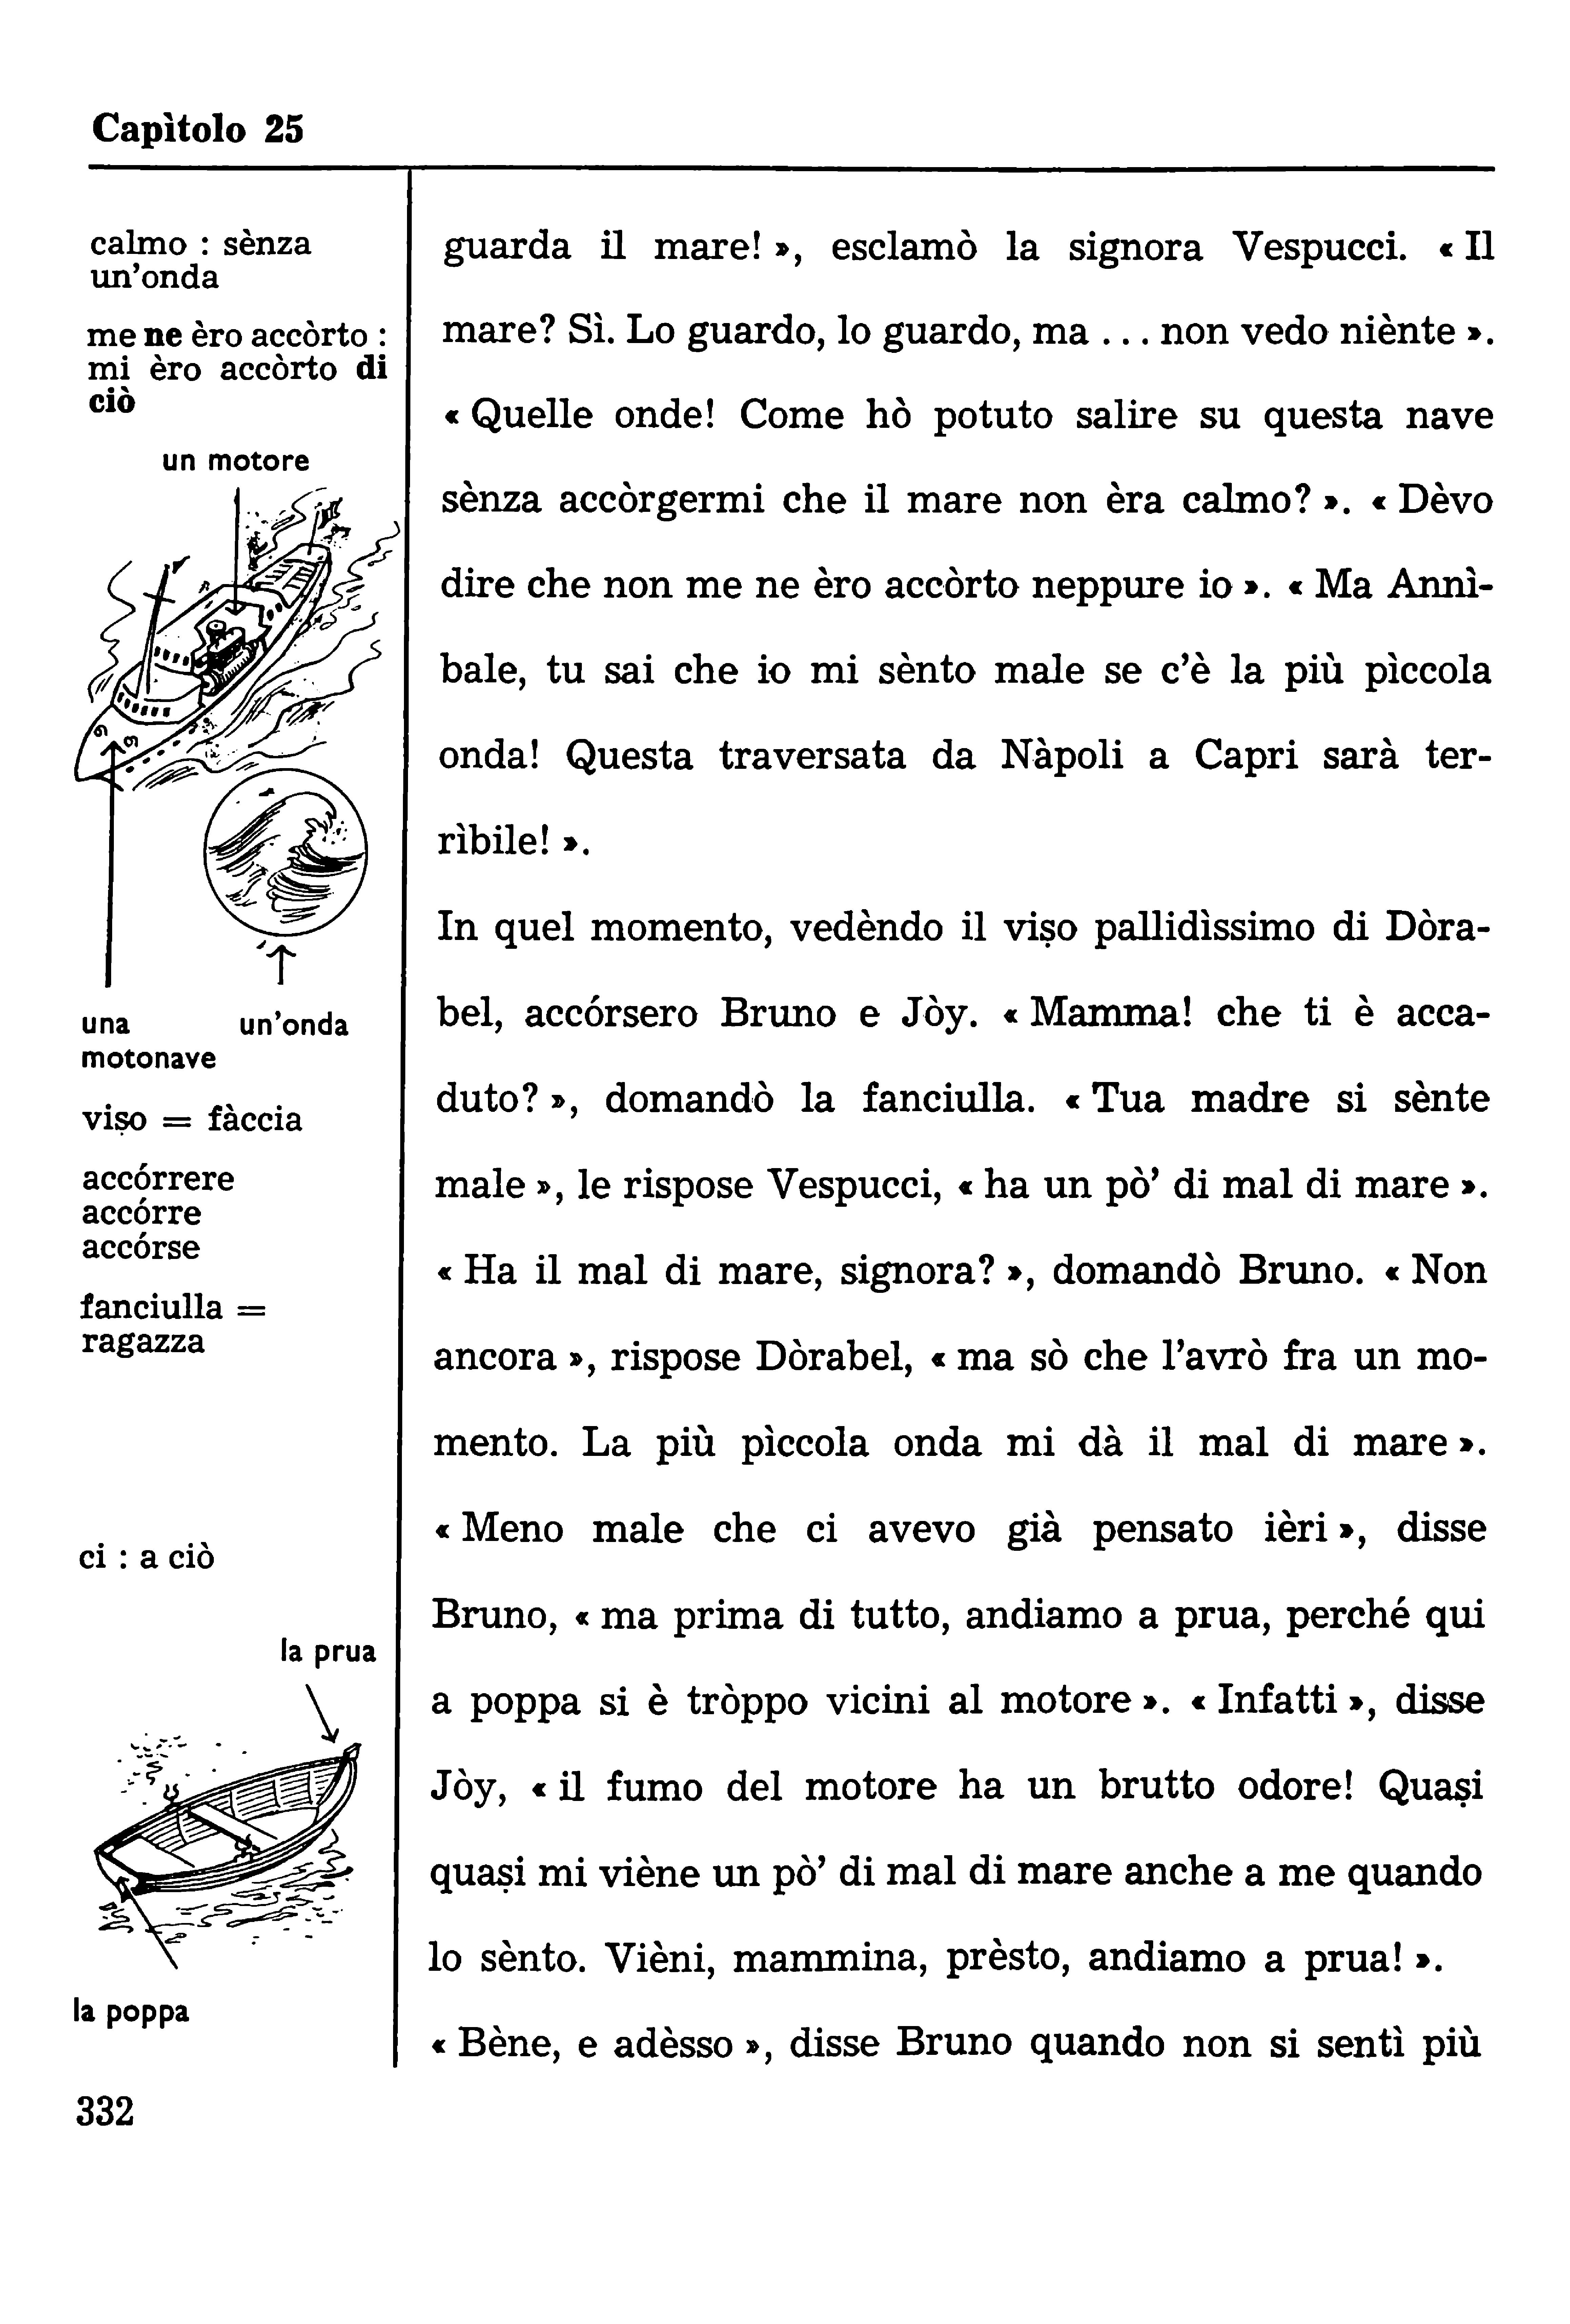 Capìtolo 25
calmo : sènza
un'onda
me ne èro accòrto :
mi èro accòrto di
ciò
un motore
una
motonave
un'onda
viṣo = fàccia
accórrere
accórre
accórse
fanciulla =
ragazza
ci : a ciò
la prua
la poppa
guarda il mare! », esclamò la signora Vespucci. « Il
mare? Sì. Lo guardo, lo guardo, ma ... non vedo niènte ».
« Quelle onde! Come hò potuto salire su questa nave
sènza accòrgermi che il mare non èra calmo? ». « Dèvo
dire che non me ne èro accòrto neppure io ». « Ma Annì-
bale, tu sai che io mi sènto male se c'è la più pìccola
onda! Questa traversata da Nàpoli a Capri sarà ter-
rìbile! ».
In quel momento, vedèndo il viṣo pallidìssimo di Dòra-
bel, accórsero Bruno e Jòy. « Mamma! che ti è acca-
duto? », domandò la fanciulla. « Tua madre si sènte
male », le rispose Vespucci, « ha un pò' di mal di mare ».
« Ha il mal di mare, signora? », domandò Bruno. « Non
ancora », rispose Dòrabel, « ma sò che l'avrò fra un mo-
mento. La più pìccola onda mi dà il mal di mare ».
« Meno male che ci avevo già pensato ièri », disse
Bruno, « ma prima di tutto, andiamo a prua, perché qui
a poppa si è tròppo vicini al motore ». « Infatti », disse
Jòy, « il fumo del motore ha un brutto odore! Quaṣi
quaṣi mi viène un pò' di mal di mare anche a me quando
lo sènto. Vièni, mammina, prèsto, andiamo a prua! ».
« Bène, e adèsso », disse Bruno quando non si sentì più
332